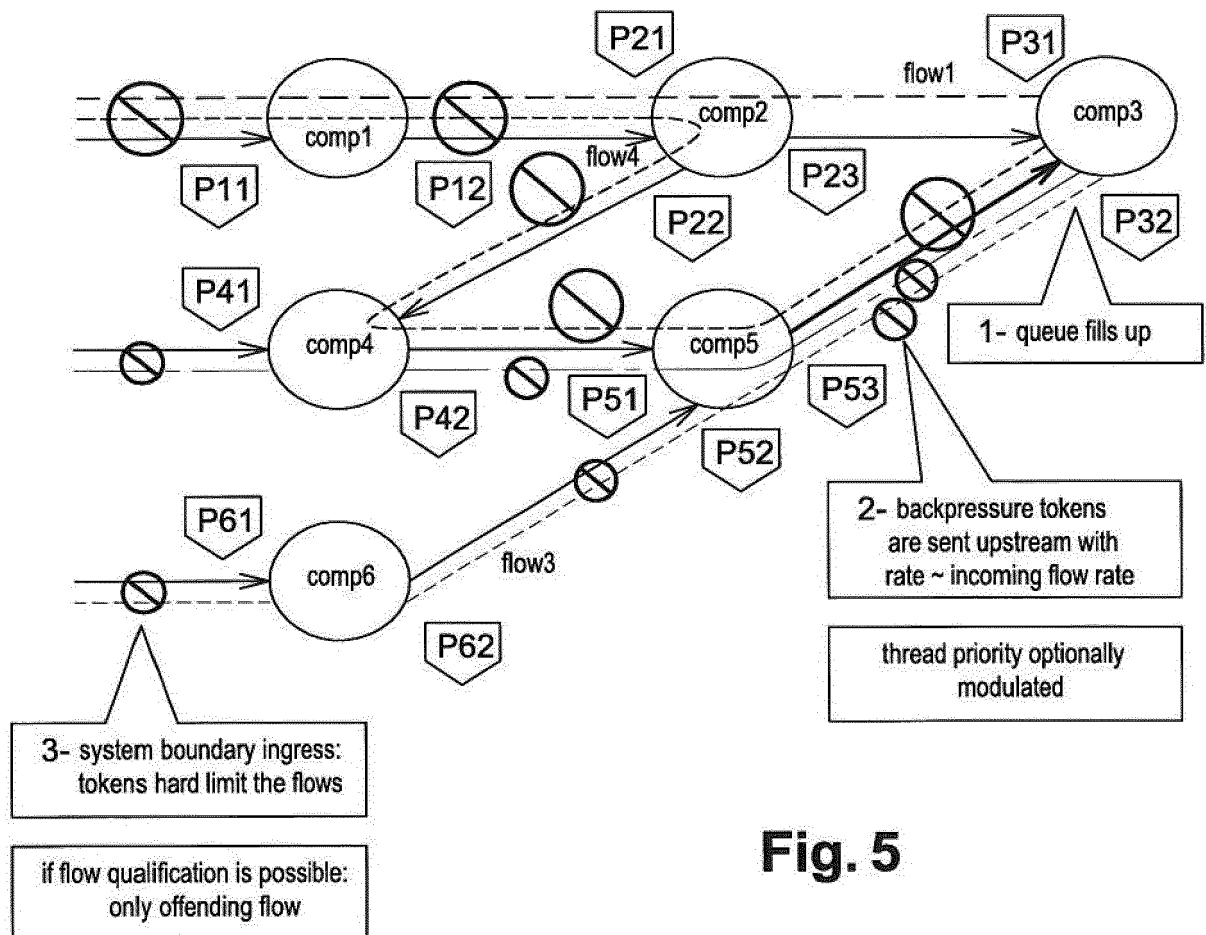 P21
P31
flow1
comp1
comp2
comp3
P11
P12
flow4
P22
P23
P32
P41
1- queue fills up
comp4
comp5
P42
P51
P53
P52
2- backpressure tokens
are sent upstream with
rate ~ incoming flow rate
P61
comp6
flow3
P62
thread priority optionally
modulated
3- system boundary ingress:
tokens hard limit the flows
if flow qualification is possible:
only offending flow
Fig. 5